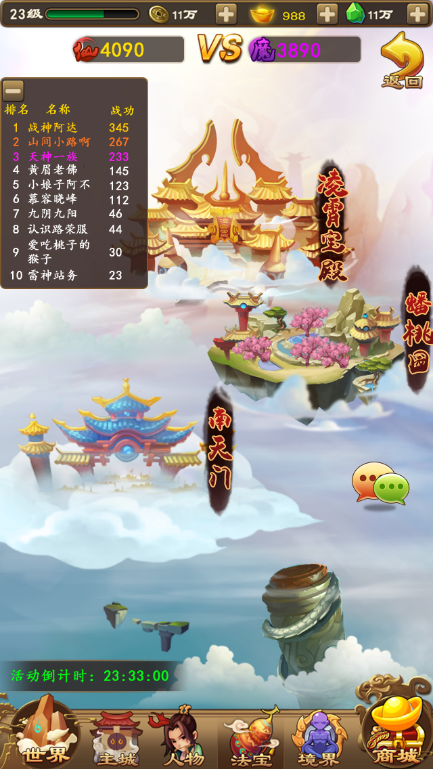 23级 11万 988 11万
仙4090 VS 魔3890
返回
排名 名称 战功
1 战神阿达 345
2 山间小路啊 267
3 天神一族 233
4 黄眉老佛 145
5 小娘子阿不 123
6 慕容晓峰 112
7 九阴九阳 46
8 认识路荣服 44
9 爱吃桃子的猴子 30
10 雷神站务 23
凌霄宝殿
蟠桃园
南天门
活动倒计时：23:33:00
世界 主城 人物 法宝 境界 商城